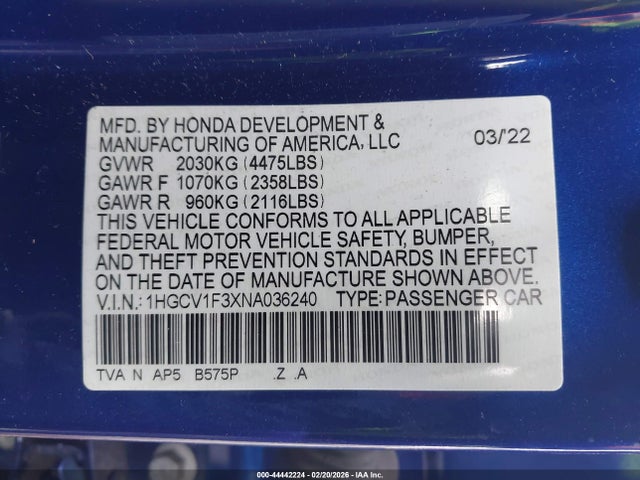 MFD. BY HONDA DEVELOPMENT &
MANUFACTURING OF AMERICA, LLC 03/'22
GVWR 2030KG (4475LBS)
GAWR F 1070KG (2358LBS)
GAWR R 960KG (2116LBS)
THIS VEHICLE CONFORMS TO ALL APPLICABLE
FEDERAL MOTOR VEHICLE SAFETY, BUMPER,
AND THEFT PREVENTION STANDARDS IN EFFECT
ON THE DATE OF MANUFACTURE SHOWN ABOVE.
V.I.N.: 1HGCV1F3XNA036240 TYPE: PASSENGER CAR
TVA N AP5 B575P .Z .A
000-44442224 - 02/20/2026 - IAA Inc.